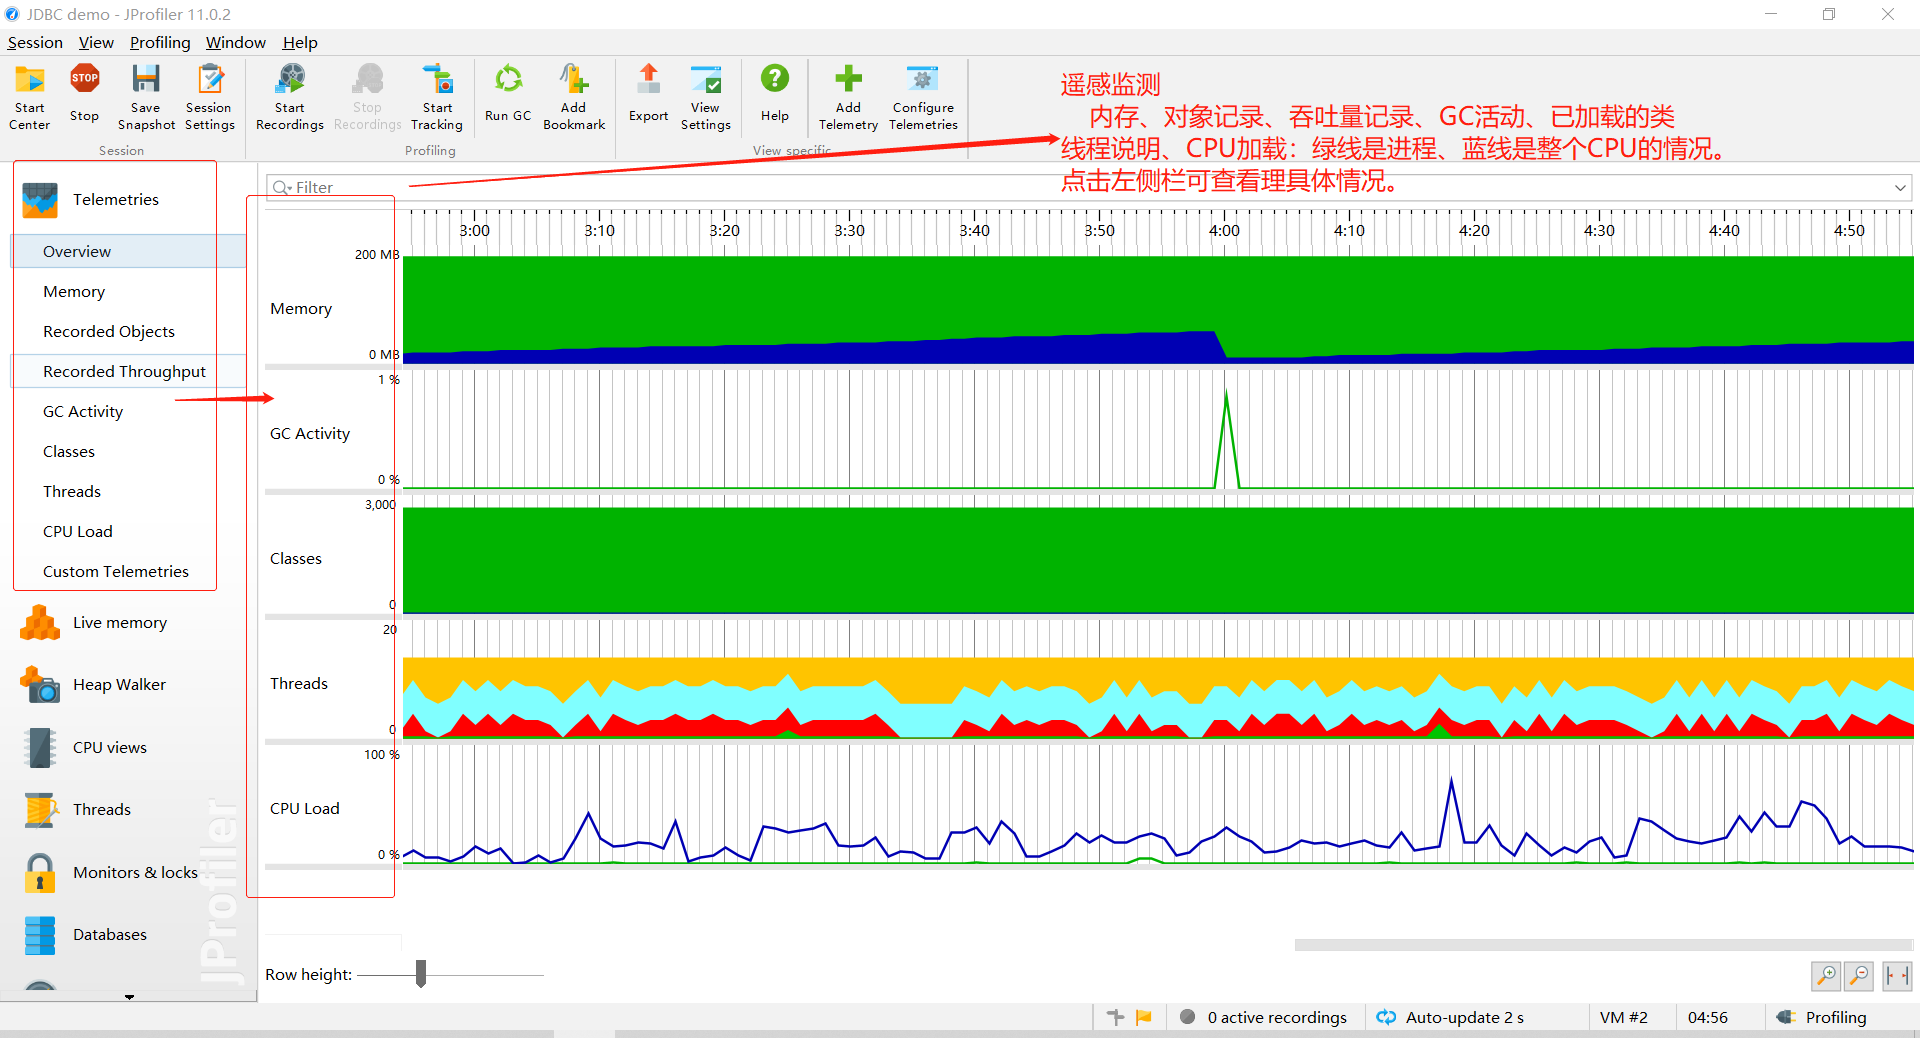 JDBC demo - JProfiler 11.0.2
Session View Profiling Window Help
Start Center
Stop
Save Snapshot
Session Settings
Start Recordings
Stop Recordings
Start Tracking
Run GC
Add Bookmark
Export
View Settings
Help
Add Telemetry
Configure Telemetries
Session
Profiling
View specific
遥感监测
内存、对象记录、吞吐量记录、GC活动、已加载的类
线程说明、CPU加载：绿线是进程、蓝线是整个CPU的情况。
点击左侧栏可查看理具体情况。
Telemetries
Overview
Memory
Recorded Objects
Recorded Throughput
GC Activity
Classes
Threads
CPU Load
Custom Telemetries
Live memory
Heap Walker
CPU views
Threads
Monitors & locks
Databases
JProfiler
Filter
3:00 3:10 3:20 3:30 3:40 3:50 4:00 4:10 4:20 4:30 4:40 4:50
200 MB
Memory
0 MB
1 %
GC Activity
0 %
3,000
Classes
0
20
Threads
0
100 %
CPU Load
0 %
Row height:
0 active recordings
Auto-update 2 s
VM #2
04:56
Profiling